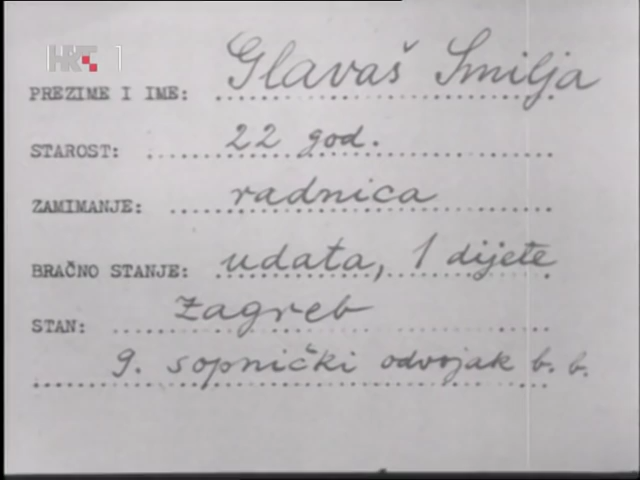 HRT 1
PREZIME I IME: Glavaš Smilja
STAROST: 22 god.
ZAMIMANJE: radnica
BRAČNO STANJE: udata, 1 dijete
STAN: Zagreb
9. sopnički odvojak b. b.